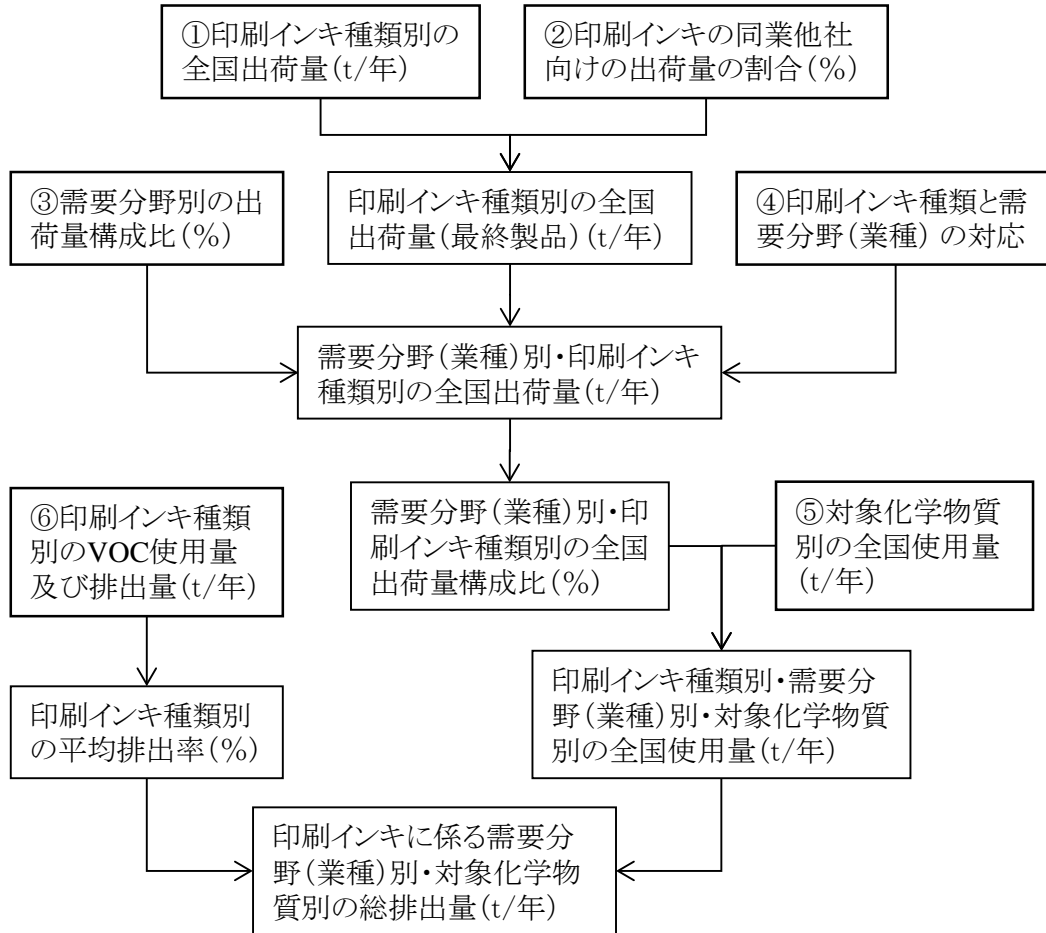 ①印刷インキ種類別の
全国出荷量(t/年)
②印刷インキの同業他社
向けの出荷量の割合(%)
③需要分野別の出
荷量構成比(%)
印刷インキ種類別の全国
出荷量(最終製品)(t/年)
④印刷インキ種類と需
要分野(業種) の対応
需要分野(業種)別・印刷インキ
種類別の全国出荷量(t/年)
⑥印刷インキ種類
別のVOC使用量
及び排出量(t/年)
需要分野(業種)別・印
刷インキ種類別の全国
出荷量構成比(%)
⑤対象化学物質
別の全国使用量
(t/年)
印刷インキ種類別
の平均排出率(%)
印刷インキ種類別・需要分
野(業種)別・対象化学物質
別の全国使用量(t/年)
印刷インキに係る需要分
野(業種)別・対象化学物
質別の総排出量(t/年)